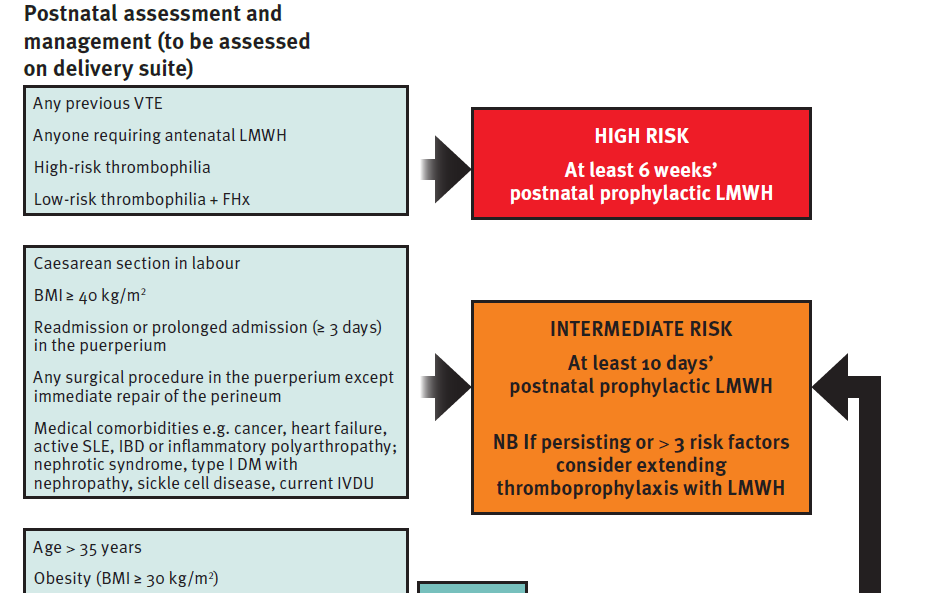 Postnatal assessment and
management (to be assessed
on delivery suite)
Any previous VTE
Anyone requiring antenatal LMWH
High-risk thrombophilia
Low-risk thrombophilia + FHx
HIGH RISK
At least 6 weeks’
postnatal prophylactic LMWH
Caesarean section in labour
BMI ≥ 40 kg/m²
Readmission or prolonged admission (≥ 3 days)
in the puerperium
Any surgical procedure in the puerperium except
immediate repair of the perineum
Medical comorbidities e.g. cancer, heart failure,
active SLE, IBD or inflammatory polyarthropathy;
nephrotic syndrome, type I DM with
nephropathy, sickle cell disease, current IVDU
INTERMEDIATE RISK
At least 10 days’
postnatal prophylactic LMWH
NB If persisting or > 3 risk factors
consider extending
thromboprophylaxis with LMWH
Age > 35 years
Obesity (BMI ≥ 30 kg/m²)